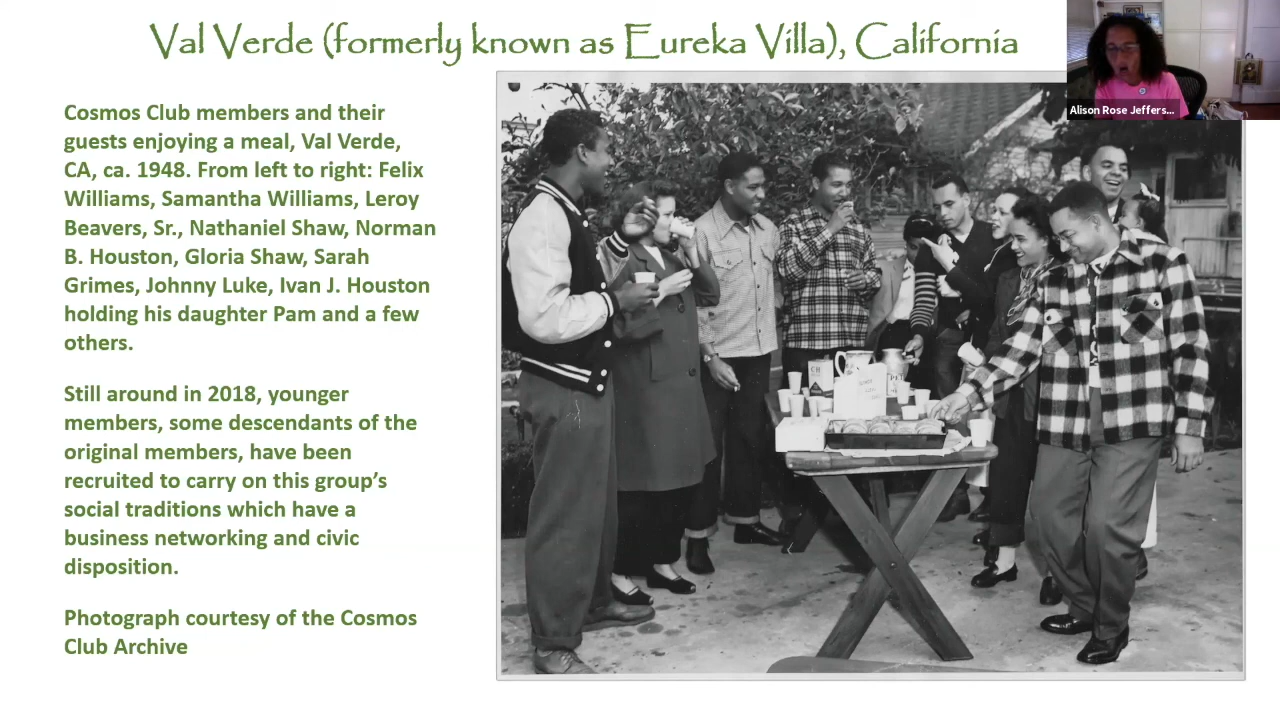 Val Verde (formerly known as Eureka Villa), California
Alison Rose Jeffers...
Cosmos Club members and their
guests enjoying a meal, Val Verde,
CA, ca. 1948. From left to right: Felix
Williams, Samantha Williams, Leroy
Beavers, Sr., Nathaniel Shaw, Norman
B. Houston, Gloria Shaw, Sarah
Grimes, Johnny Luke, Ivan J. Houston
holding his daughter Pam and a few
others.
Still around in 2018, younger
members, some descendants of the
original members, have been
recruited to carry on this group’s
social traditions which have a
business networking and civic
disposition.
Photograph courtesy of the Cosmos
Club Archive